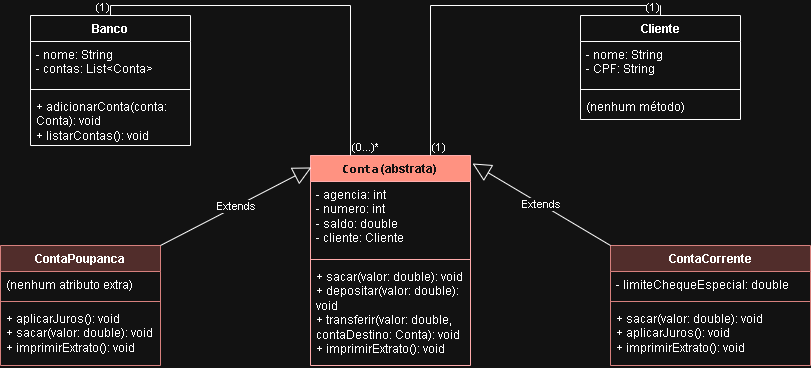 (1)
(1)
Banco
- nome: String
- contas: List<Conta>
+ adicionarConta(conta:
Conta): void
+ listarContas(): void
Cliente
- nome: String
- CPF: String
(nenhum método)
(0...)*
(1)
Extends
Extends
Conta (abstrata)
- agencia: int
- numero: int
- saldo: double
- cliente: Cliente
+ sacar(valor: double): void
+ depositar(valor: double):
void
+ transferir(valor: double,
contaDestino: Conta): void
+ imprimirExtrato(): void
ContaPoupanca
(nenhum atributo extra)
+ aplicarJuros(): void
+ sacar(valor: double): void
+ imprimirExtrato(): void
ContaCorrente
- limiteChequeEspecial: double
+ sacar(valor: double): void
+ aplicarJuros(): void
+ imprimirExtrato(): void